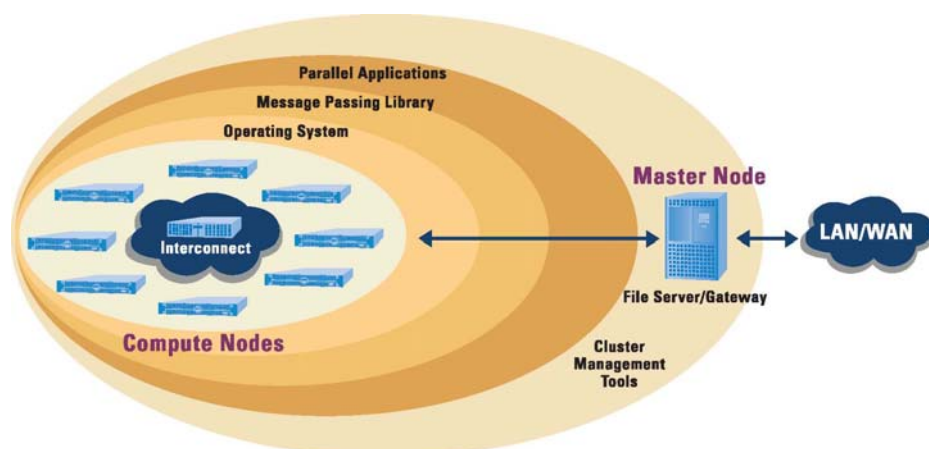 Parallel Applications
Message Passing Library
Operating System
Master Node
Interconnect
LAN/WAN
File Server/Gateway
Compute Nodes
Cluster
Management
Tools